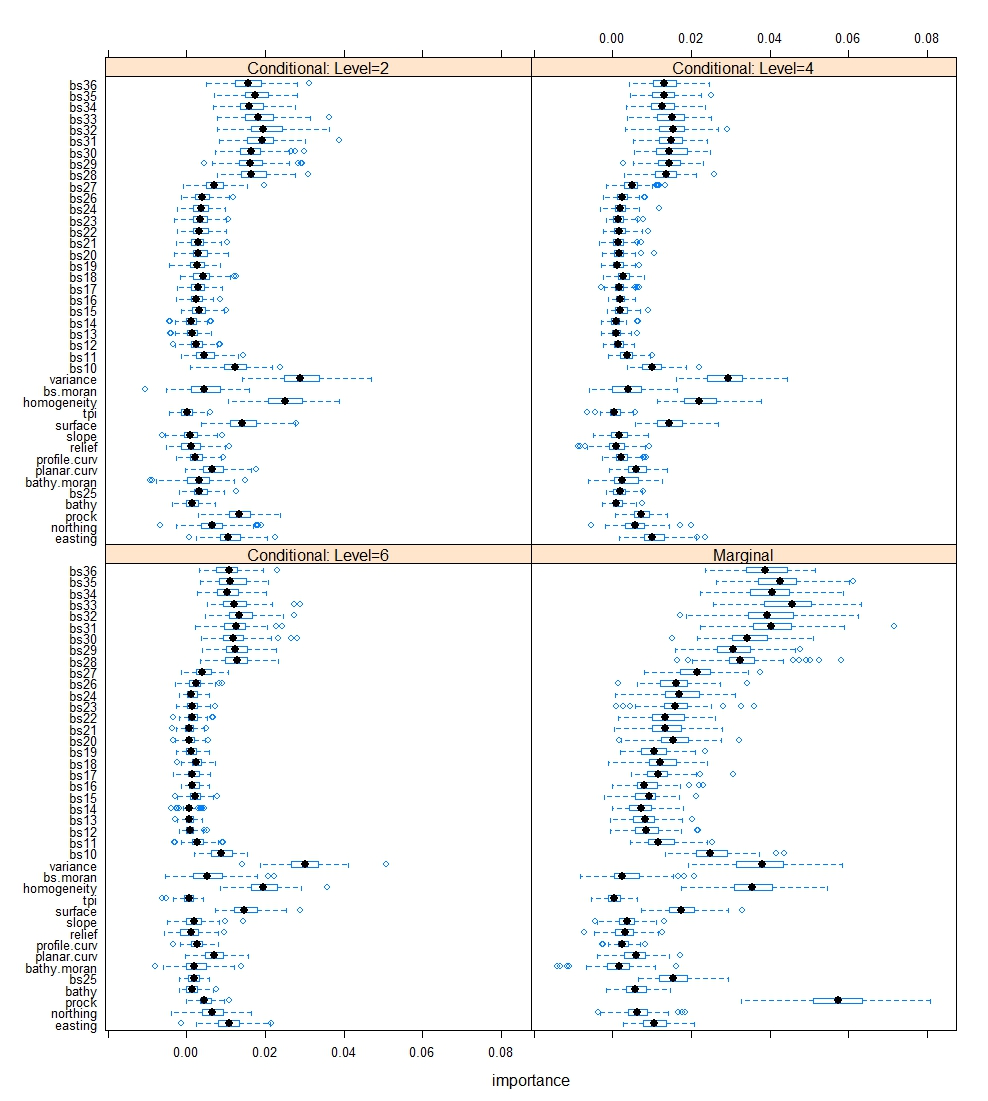 0.00 0.02 0.04 0.06 0.08
Conditional: Level=2 Conditional: Level=4
bs36
bs35
bs34
bs33
bs32
bs31
bs30
bs29
bs28
bs27
bs26
bs24
bs23
bs22
bs21
bs20
bs19
bs18
bs17
bs16
bs15
bs14
bs13
bs12
bs11
bs10
variance
bs.moran
homogeneity
tpi
surface
slope
relief
profile.curv
planar.curv
bathy.moran
bs25
bathy
prock
northing
easting
Conditional: Level=6 Marginal
bs36
bs35
bs34
bs33
bs32
bs31
bs30
bs29
bs28
bs27
bs26
bs24
bs23
bs22
bs21
bs20
bs19
bs18
bs17
bs16
bs15
bs14
bs13
bs12
bs11
bs10
variance
bs.moran
homogeneity
tpi
surface
slope
relief
profile.curv
planar.curv
bathy.moran
bs25
bathy
prock
northing
easting
0.00 0.02 0.04 0.06 0.08
importance